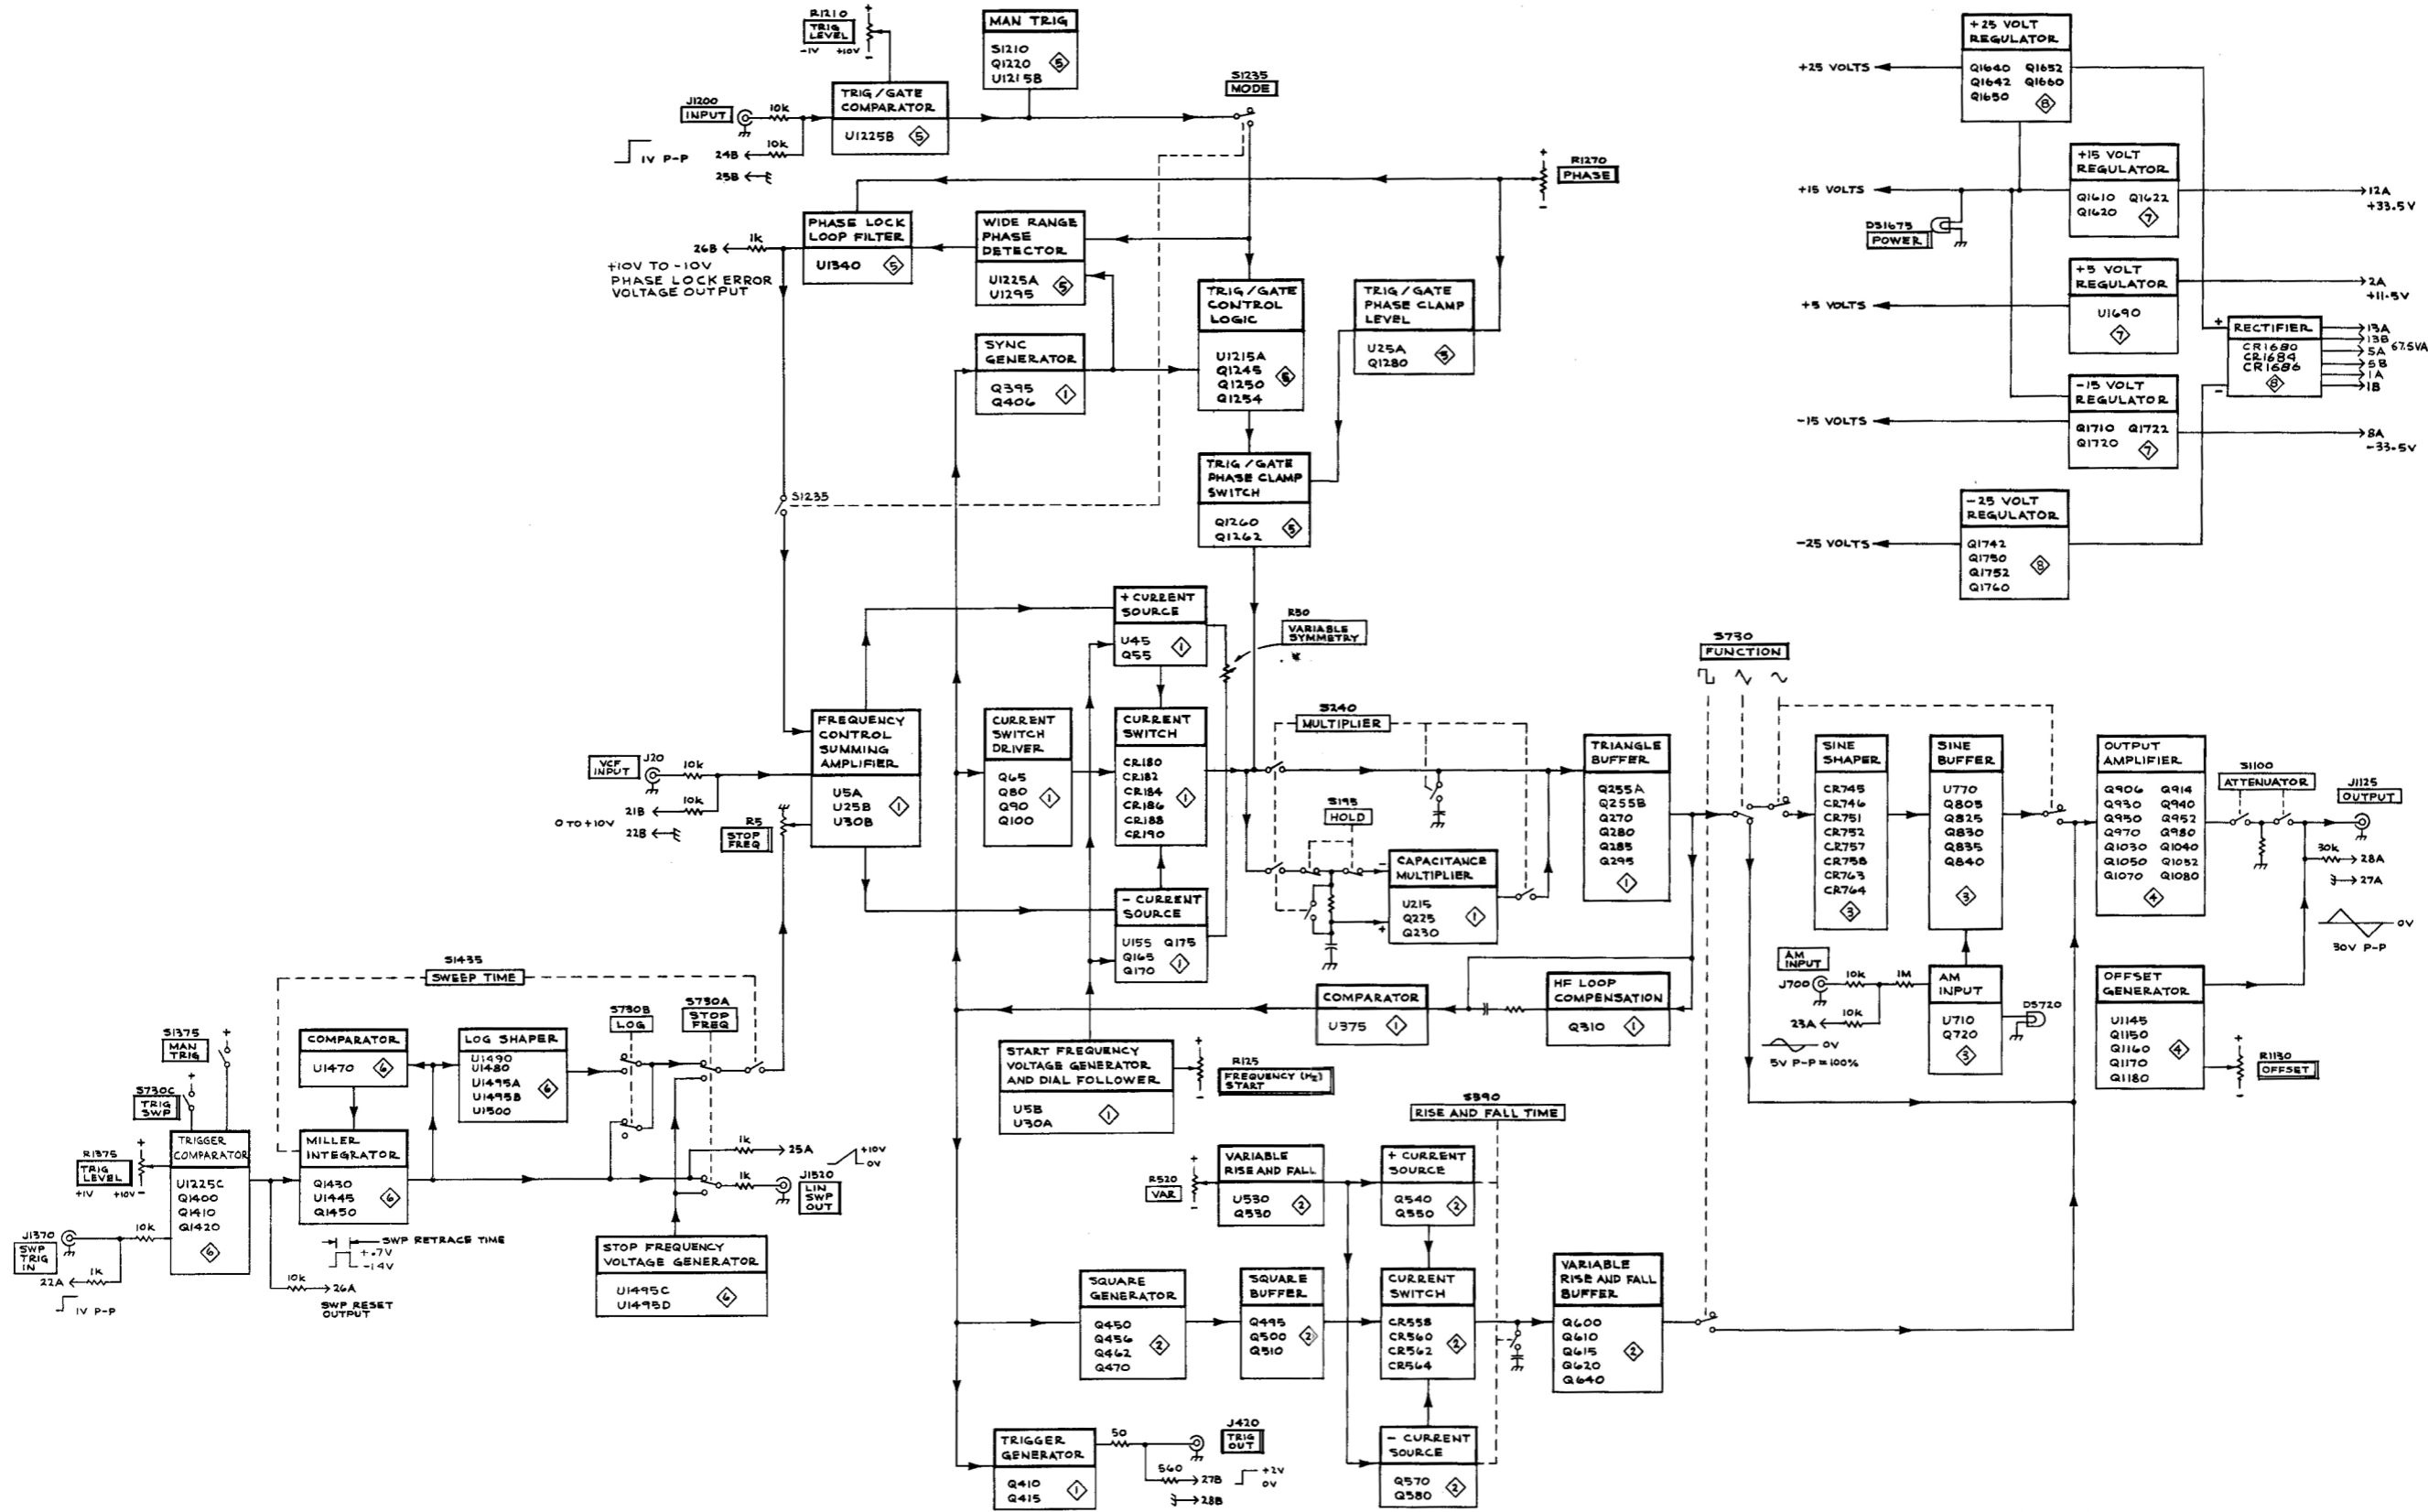 R1210
TRIG
LEVEL
-1V +10V
+
-
MAN TRIG
S1210
Q1220
U1215B
5
J1200
INPUT
10k
24B
10k
25B
1V P-P
TRIG/GATE
COMPARATOR
U1225B
5
S1235
MODE
+
-
R1270
PHASE
PHASE LOCK
LOOP FILTER
U1340
5
WIDE RANGE
PHASE
DETECTOR
U1225A
U1295
5
26B
1k
+10V TO -10V
PHASE LOCK ERROR
VOLTAGE OUTPUT
SYNC
GENERATOR
Q395
Q406
1
TRIG/GATE
CONTROL
LOGIC
U1215A
Q1245
Q1250
Q1254
5
TRIG/GATE
PHASE CLAMP
LEVEL
U25A
Q1280
5
TRIG/GATE
PHASE CLAMP
SWITCH
Q1260
Q1262
5
S1235
+25 VOLT
REGULATOR
Q1640 Q1652
Q1642 Q1660
Q1650
8
+25 VOLTS
+15 VOLT
REGULATOR
Q1610 Q1622
Q1620
7
+15 VOLTS
12A
+33.5V
DS1675
POWER
+5 VOLT
REGULATOR
U1690
7
+5 VOLTS
2A
+11.5V
+
-
RECTIFIER
CR1680
CR1684
CR1686
8
13A
13B
5A
5B
1A
1B
67.5VA
-15 VOLT
REGULATOR
Q1710 Q1722
Q1720
7
-15 VOLTS
8A
-33.5V
-25 VOLT
REGULATOR
Q1742
Q1750
Q1752
Q1760
8
-25 VOLTS
+ CURRENT
SOURCE
U45
Q55
1
R50
VARIABLE
SYMMETRY
FREQUENCY
CONTROL
SUMMING
AMPLIFIER
U5A
U25B
U30B
1
VCF
INPUT
J20
10k
21B
10k
0 TO +10V
22B
R5
STOP
FREQ
CURRENT
SWITCH
DRIVER
Q65
Q80
Q90
Q100
1
CURRENT
SWITCH
CR180
CR182
CR184
CR186
CR188
CR190
1
- CURRENT
SOURCE
U155 Q175
Q165
Q170
1
S240
MULTIPLIER
S195
HOLD
CAPACITANCE
MULTIPLIER
U215
Q225
Q230
1
-
+
TRIANGLE
BUFFER
Q255A
Q255B
Q270
Q280
Q285
Q295
1
S730
FUNCTION
SINE
SHAPER
CR745
CR746
CR751
CR752
CR757
CR758
CR763
CR764
3
SINE
BUFFER
U770
Q805
Q825
Q830
Q835
Q840
3
OUTPUT
AMPLIFIER
Q906 Q914
Q930 Q940
Q950 Q952
Q970 Q980
Q1030 Q1040
Q1050 Q1052
Q1070 Q1080
4
S1100
ATTENUATOR
J1125
OUTPUT
30k
28A
27A
0V
30V P-P
AM
INPUT
J700
10k
1M
23A
10k
0V
5V P-P = 100%
AM
INPUT
U710
Q720
3
DS720
OFFSET
GENERATOR
U1145
Q1150
Q1160
Q1170
Q1180
4
+
-
R1130
OFFSET
COMPARATOR
U375
1
HF LOOP
COMPENSATION
Q310
1
START FREQUENCY
VOLTAGE GENERATOR
AND DIAL FOLLOWER
U5B
U30A
1
+
-
R125
FREQUENCY (Hz)
START
S1435
SWEEP TIME
S1375
MAN
TRIG
+
S730C
TRIG
SWP
+
COMPARATOR
U1470
6
LOG SHAPER
U1490
U1480
U1495A
U1495B
U1500
6
S730B
LOG
S730A
STOP
FREQ
R1375
TRIG
LEVEL
+1V +10V
+
-
TRIGGER
COMPARATOR
U1225C
Q1400
Q1410
Q1420
6
MILLER
INTEGRATOR
Q1430
U1445
Q1450
6
1k
25A
+10V
0V
1k
J1520
LIN
SWP
OUT
J1370
SWP
TRIG
IN
10k
22A
1k
1V P-P
SWP RETRACE TIME
+.7V
-14V
10k
26A
SWP RESET
OUTPUT
STOP FREQUENCY
VOLTAGE GENERATOR
U1495C
U1495D
6
S590
RISE AND FALL TIME
R520
VAR
+
-
VARIABLE
RISE AND FALL
U530
Q530
2
+ CURRENT
SOURCE
Q540
Q550
2
SQUARE
GENERATOR
Q450
Q456
Q462
Q470
2
SQUARE
BUFFER
Q495
Q500
Q510
2
CURRENT
SWITCH
CR558
CR560
CR562
CR564
2
VARIABLE
RISE AND FALL
BUFFER
Q600
Q610
Q615
Q620
Q640
2
- CURRENT
SOURCE
Q570
Q580
2
TRIGGER
GENERATOR
Q410
Q415
1
50
J420
TRIG
OUT
560
27B
+2V
0V
28B